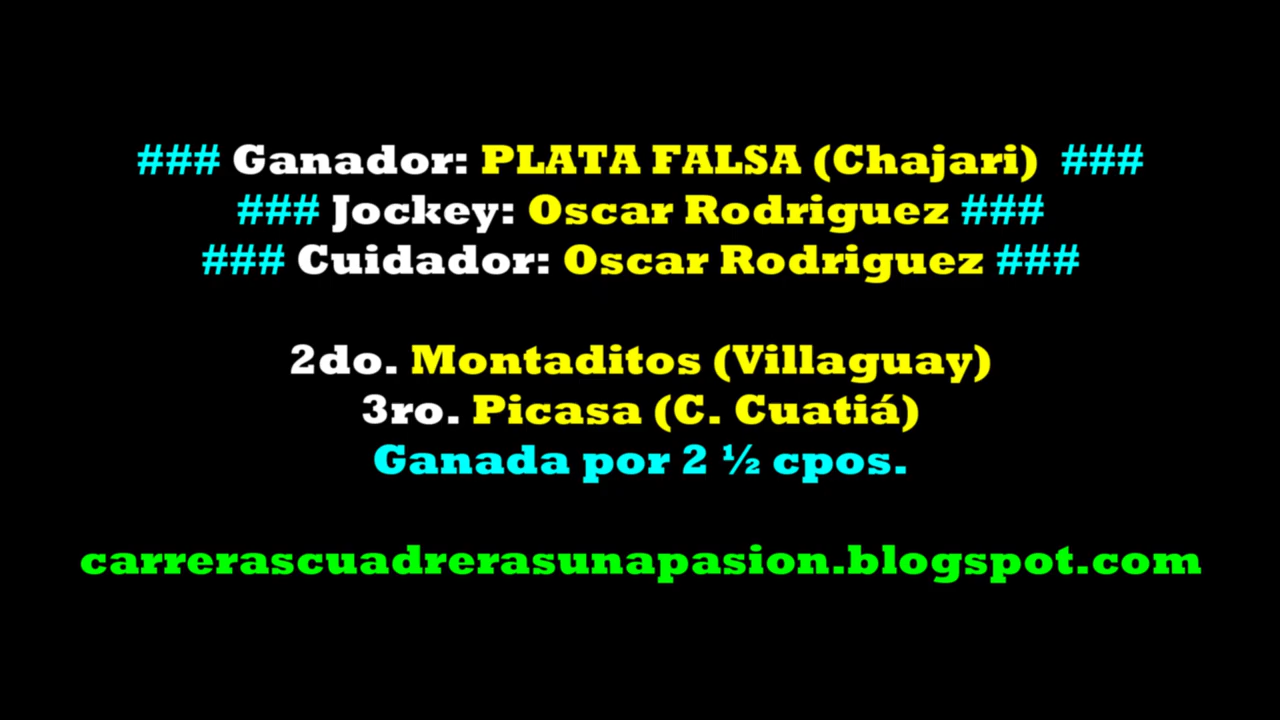 ### Ganador: PLATA FALSA (Chajari) ###
### Jockey: Oscar Rodriguez ###
### Cuidador: Oscar Rodriguez ###
2do. Montaditos (Villaguay)
3ro. Picasa (C. Cuatiá)
Ganada por 2 ½ cpos.
carrerascuadrerasunapasion.blogspot.com